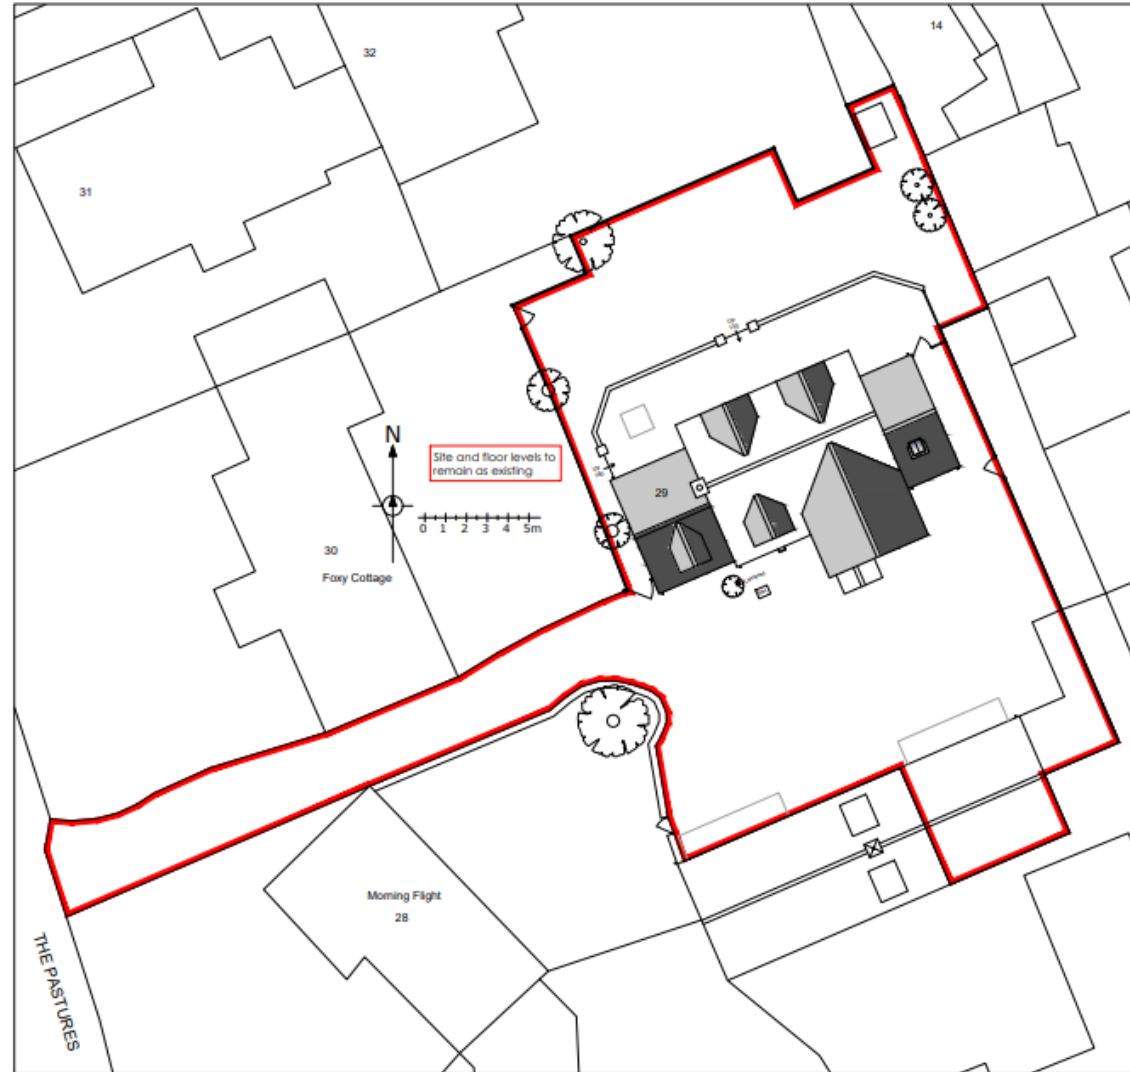 14
32
31
N
Site and floor levels to
remain as existing
29
0 1 2 3 4 5m
30
Foxy Cottage
Morning Flight
28
THE PASTURES